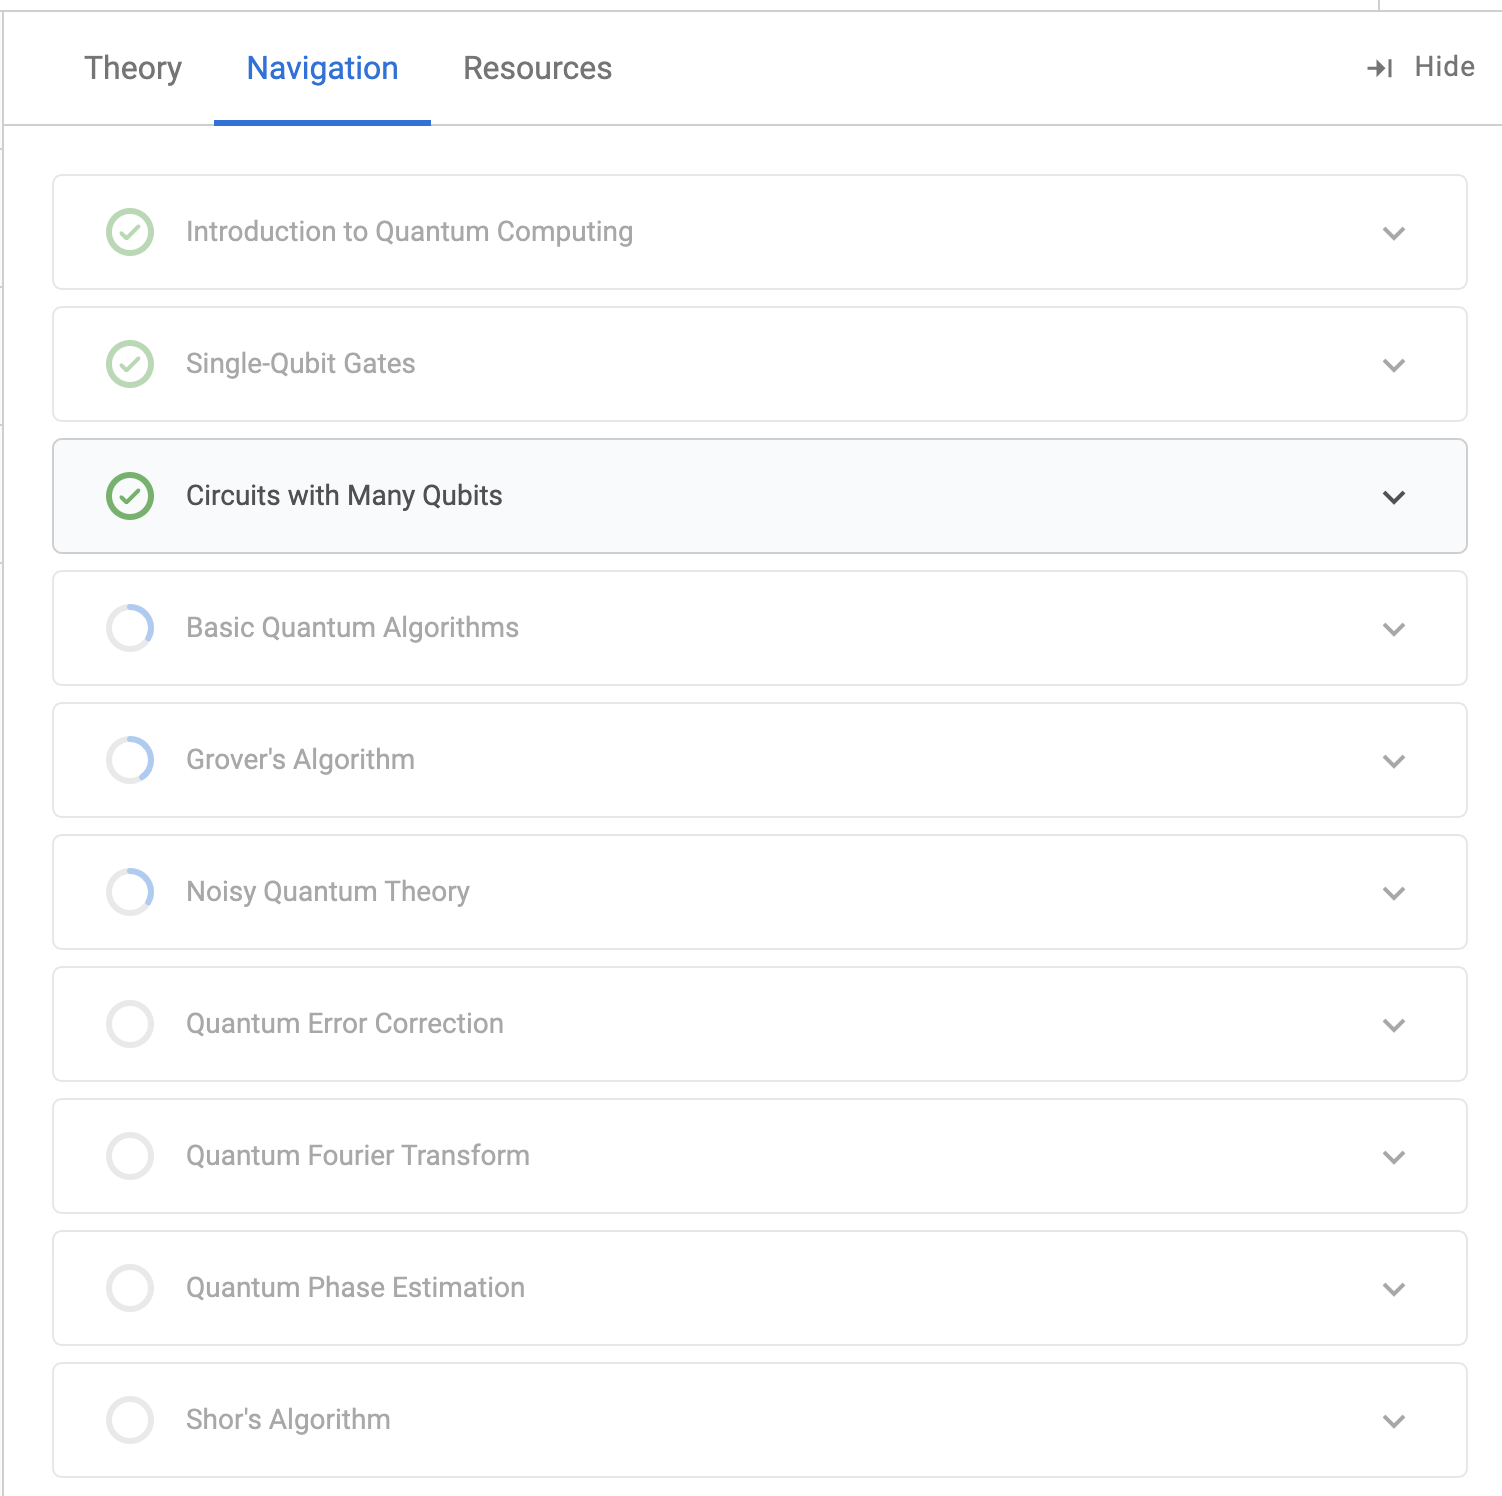 Theory Navigation Resources Hide
Introduction to Quantum Computing
Single-Qubit Gates
Circuits with Many Qubits
Basic Quantum Algorithms
Grover's Algorithm
Noisy Quantum Theory
Quantum Error Correction
Quantum Fourier Transform
Quantum Phase Estimation
Shor's Algorithm